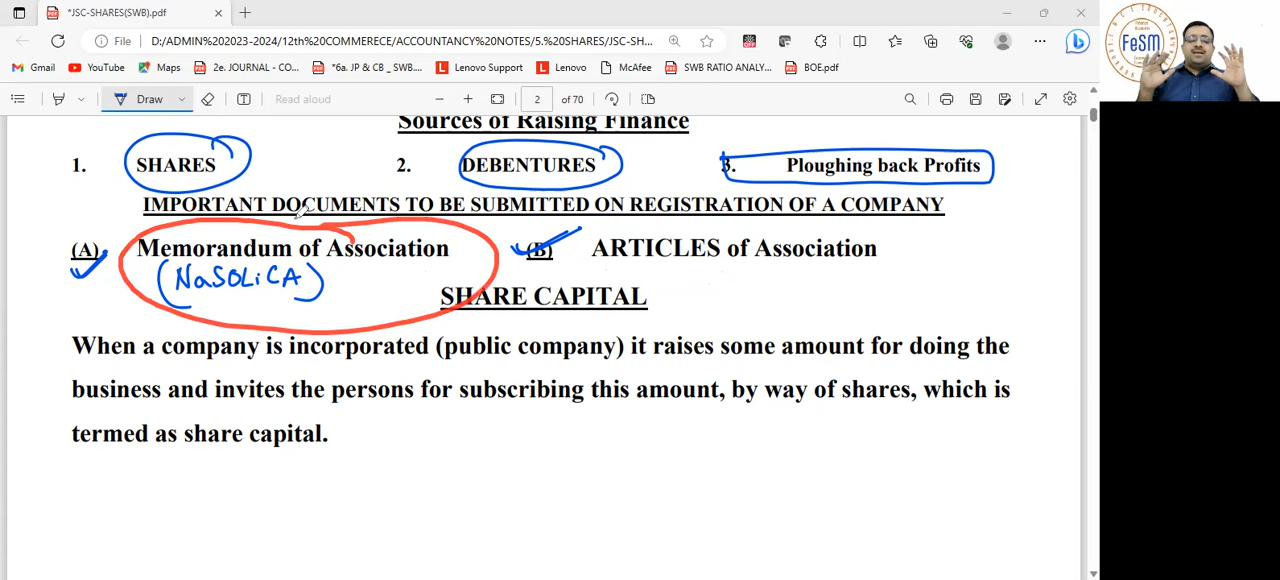 *JSC-SHARES(SWB).pdf
File D:/ADMIN%202023-2024/12th%20COMMERECE/ACCOUNTANCY%20NOTES/5.%20SHARES/JSC-SH...
Gmail YouTube Maps 2e. JOURNAL - CO... *6a. JP & CB _ SWB.... Lenovo Support Lenovo McAfee SWB RATIO ANALY... BOE.pdf
Draw Read aloud 2 of 70
FeSM
Sources of Raising Finance
1. SHARES 2. DEBENTURES 3. Ploughing back Profits
IMPORTANT DOCUMENTS TO BE SUBMITTED ON REGISTRATION OF A COMPANY
(A) Memorandum of Association (B) ARTICLES of Association
(NaSOLiCA)
SHARE CAPITAL
When a company is incorporated (public company) it raises some amount for doing the
business and invites the persons for subscribing this amount, by way of shares, which is
termed as share capital.